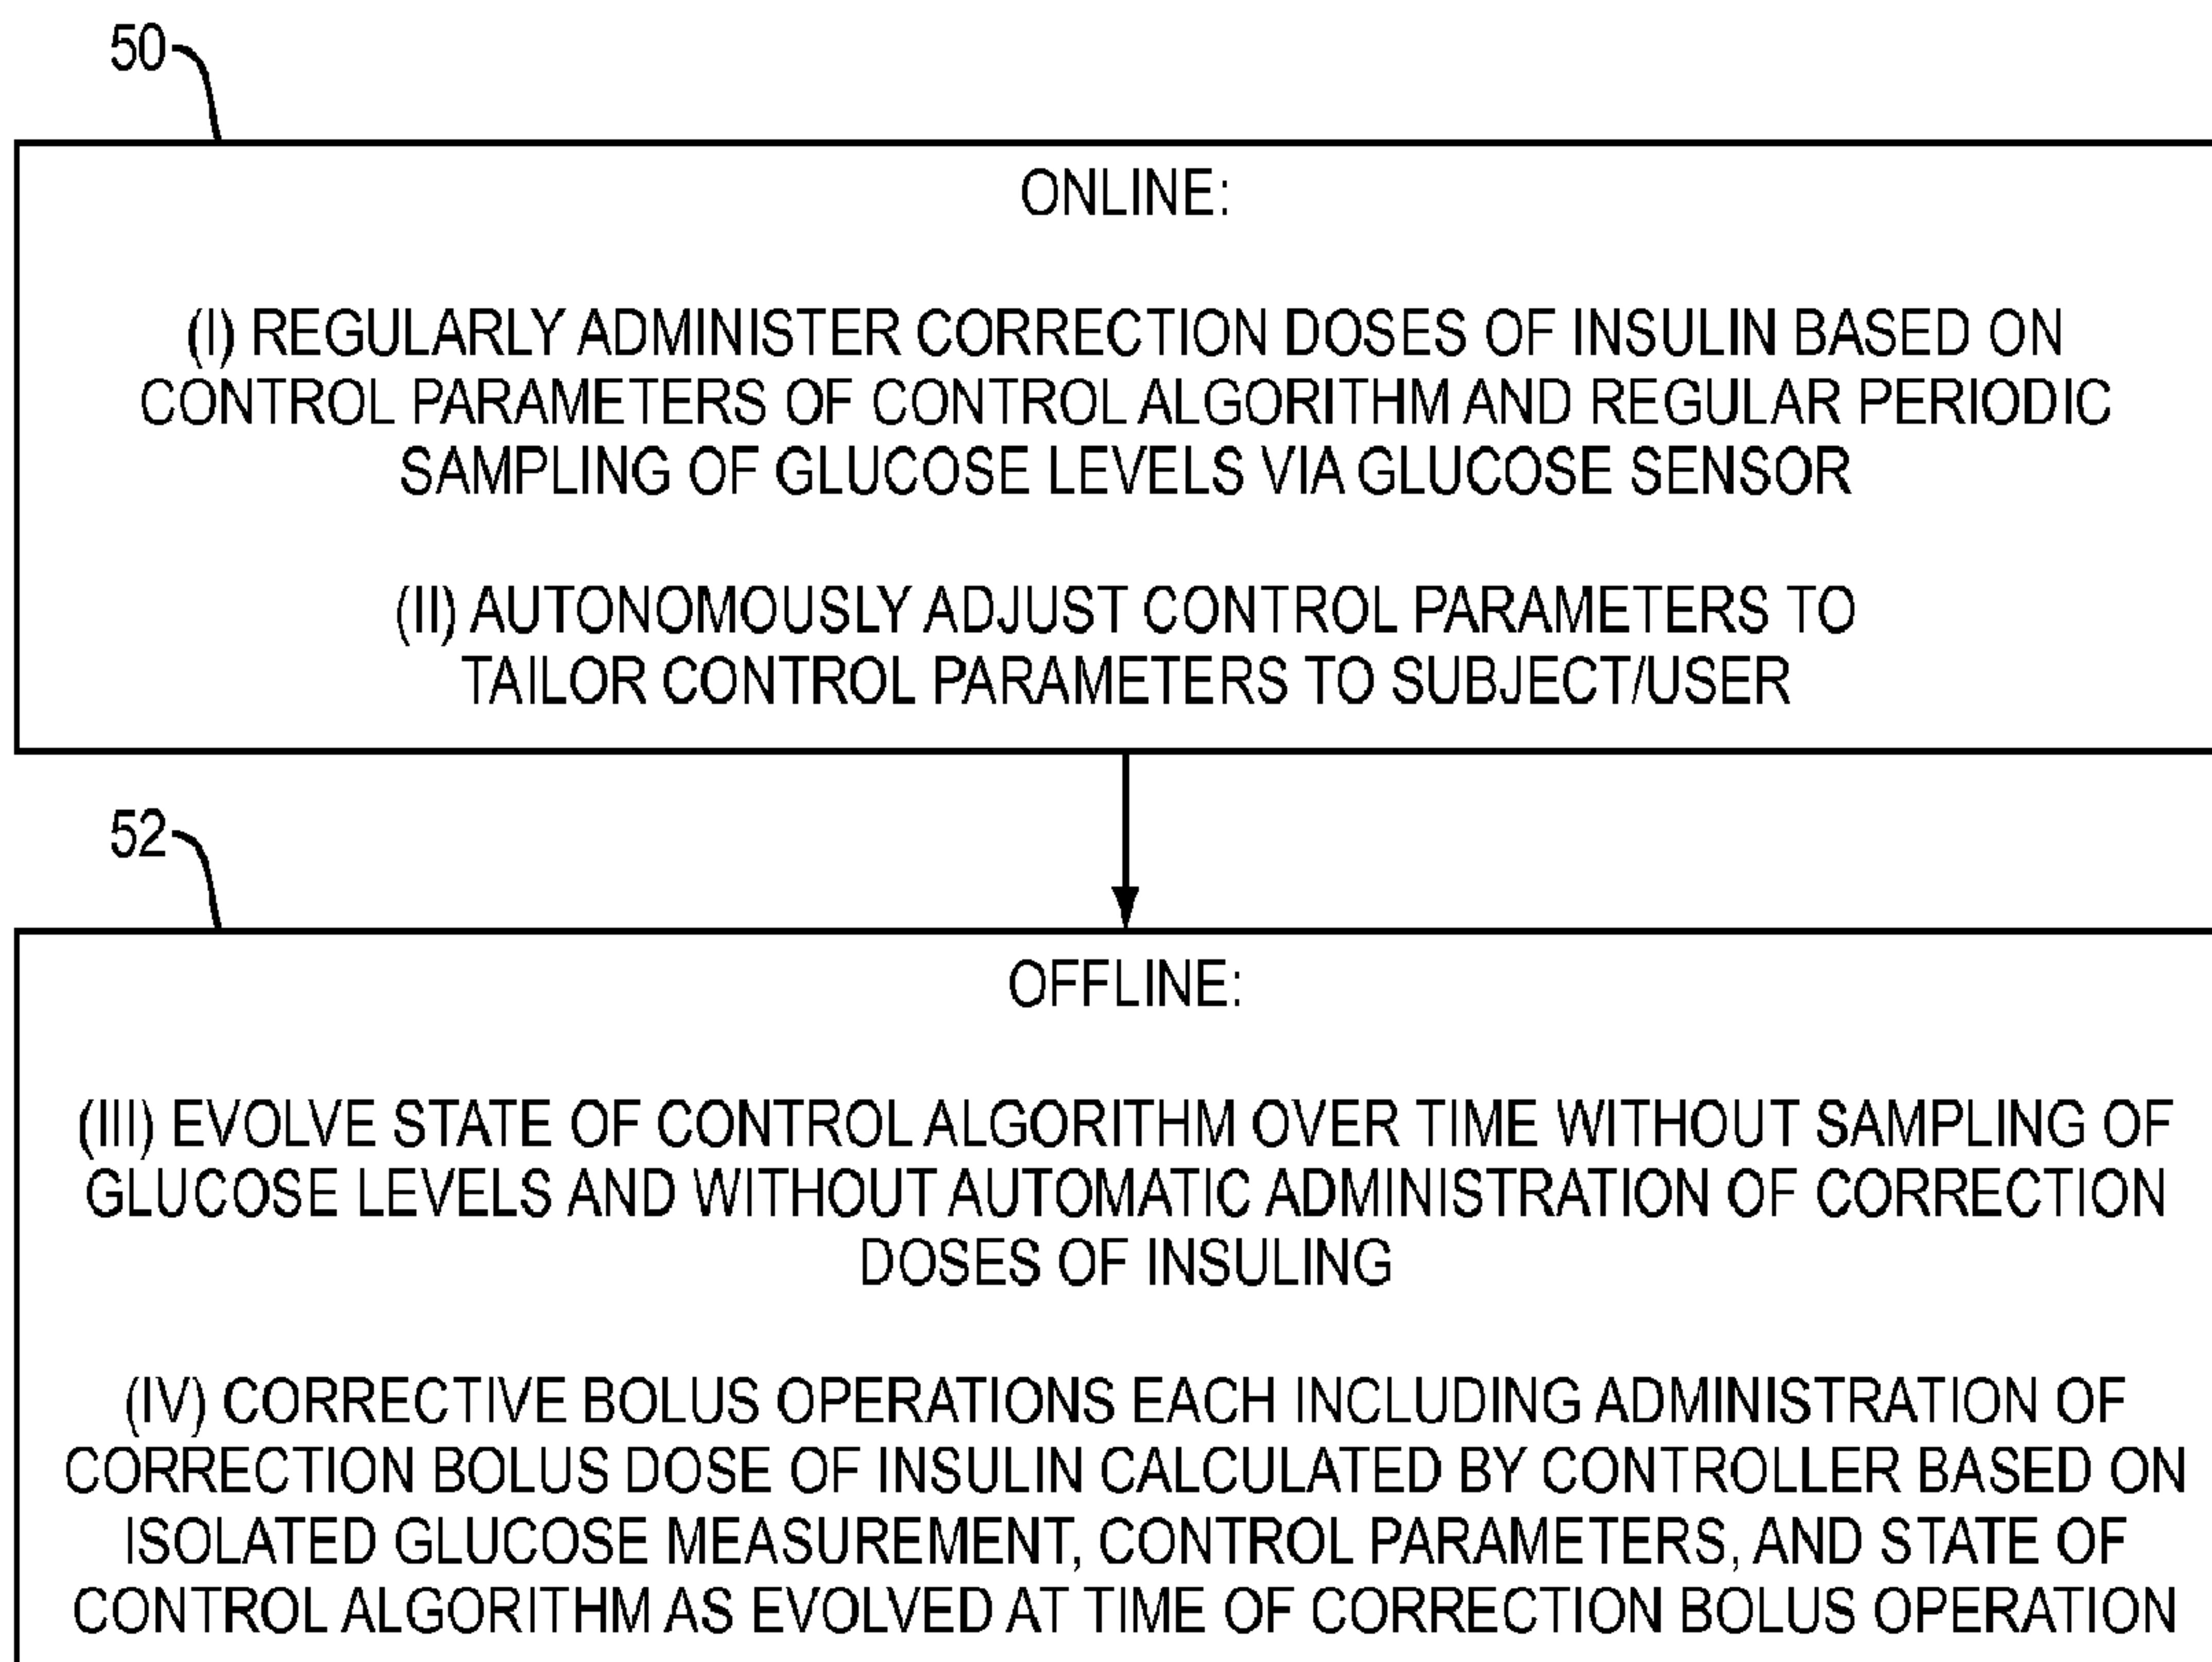 50
ONLINE:
(I) REGULARLY ADMINISTER CORRECTION DOSES OF INSULIN BASED ON
CONTROL PARAMETERS OF CONTROL ALGORITHM AND REGULAR PERIODIC
SAMPLING OF GLUCOSE LEVELS VIA GLUCOSE SENSOR
(II) AUTONOMOUSLY ADJUST CONTROL PARAMETERS TO
TAILOR CONTROL PARAMETERS TO SUBJECT/USER
52
OFFLINE:
(III) EVOLVE STATE OF CONTROL ALGORITHM OVER TIME WITHOUT SAMPLING OF
GLUCOSE LEVELS AND WITHOUT AUTOMATIC ADMINISTRATION OF CORRECTION
DOSES OF INSULING
(IV) CORRECTIVE BOLUS OPERATIONS EACH INCLUDING ADMINISTRATION OF
CORRECTION BOLUS DOSE OF INSULIN CALCULATED BY CONTROLLER BASED ON
ISOLATED GLUCOSE MEASUREMENT, CONTROL PARAMETERS, AND STATE OF
CONTROL ALGORITHM AS EVOLVED AT TIME OF CORRECTION BOLUS OPERATION